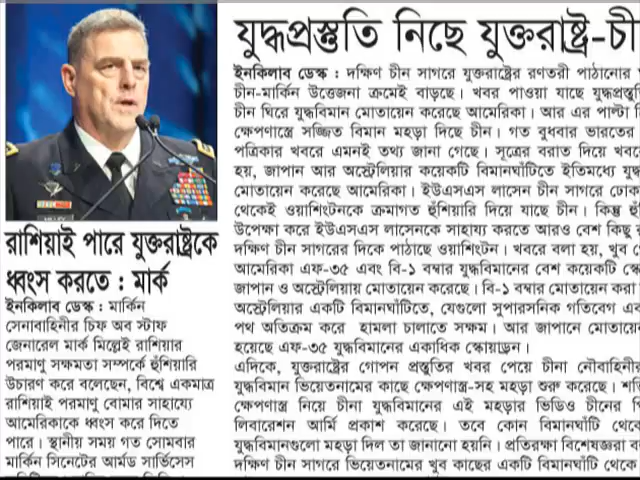 রাশিয়াই পারে যুক্তরাষ্ট্রকে
ধ্বংস করতে : মার্ক
ইনকিলাব ডেস্ক : মার্কিন
সেনাবাহিনীর চিফ অব স্টাফ
জেনারেল মার্ক মিল্লেই রাশিয়ার
পরমাণু সক্ষমতা সম্পর্কে হুঁশিয়ারি
উচারণ করে বলেছেন, বিশ্বে একমাত্র
রাশিয়াই পরমাণু বোমার সাহায্যে
আমেরিকাকে ধ্বংস করে দিতে
পারে। স্থানীয় সময় গত সোমবার
মার্কিন সিনেটের আর্মড সার্ভিসেস
যুদ্ধপ্রস্তুতি নিছে যুক্তরাষ্ট্র-চী
ইনকিলাব ডেস্ক : দক্ষিণ চীন সাগরে যুক্তরাষ্ট্রের রণতরী পাঠানোর
চীন-মার্কিন উত্তেজনা ক্রমেই বাড়ছে। খবর পাওয়া যাছে যুদ্ধপ্রস্তুি
চীন ঘিরে যুদ্ধবিমান মোতায়েন করেছে আমেরিকা। আর এর পাল্টা
ক্ষেপণাস্ত্রে সজ্জিত বিমান মহড়া দিছে চীন। গত বুধবার ভারতের
পত্রিকার খবরে এমনই তথ্য জানা গেছে। সূত্রের বরাত দিয়ে খবরে
হয়, জাপান আর অস্ট্রেলিয়ার কয়েকটি বিমানঘাঁটিতে ইতিমধ্যে যু
মোতায়েন করেছে আমেরিকা। ইউএসএস লাসেন চীন সাগরে ঢোক
থেকেই ওয়াশিংটনকে ক্রমাগত হুঁশিয়ারি দিয়ে যাছে চীন। কিন্তু হুঁ
উপেক্ষা করে ইউএসএস লাসেনকে সাহায্য করতে আরও বেশ কিছু
দক্ষিণ চীন সাগরের দিকে পাঠাছে ওয়াশিংটন। খবরে বলা হয়, খুব
আমেরিকা এফ-৩৫ এবং বি-১ বম্বার যুদ্ধবিমানের বেশ কয়েকটি স্কে
জাপান ও অস্ট্রেলিয়ায় মোতায়েন করেছে। বি-১ বম্বার মোতায়েন করা
অস্ট্রেলিয়ার একটি বিমানঘাঁটিতে, যেগুলো সুপারসনিক গতিবেগ এব
পথ অতিক্রম করে হামলা চালাতে সক্ষম। আর জাপানে মোতায়ে
হয়েছে এফ-৩৫ যুদ্ধবিমানের একাধিক স্কোয়াড্রন।
এদিকে, যুক্তরাষ্ট্রের গোপন প্রস্তুতির খবর পেয়ে চীনা নৌবাহিনীর
যুদ্ধবিমান ভিয়েতনামের কাছে ক্ষেপণাস্ত্র-সহ মহড়া শুরু করেছে। শি
ক্ষেপণাস্ত্র নিয়ে চীনা যুদ্ধবিমানের এই মহড়ার ভিডিও চীনের পি
লিবারেশন আর্মি প্রকাশ করেছে। তবে কোন বিমানঘাঁটি থেকে
যুদ্ধবিমানগুলো মহড়া দিল তা জানানো হয়নি। প্রতিরক্ষা বিশেষজ্ঞরা বল
দক্ষিণ চীন সাগরে ভিয়েতনামের খুব কাছের একটি বিমানঘাঁটি থেকে